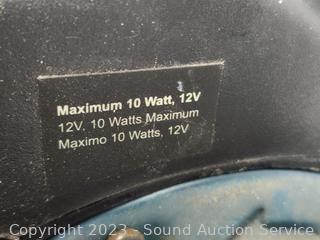 Maximum 10 Watt, 12V
12V. 10 Watts Maximum
Maximo 10 Watts, 12V
Copyright © 2023 - Sound Auction Service